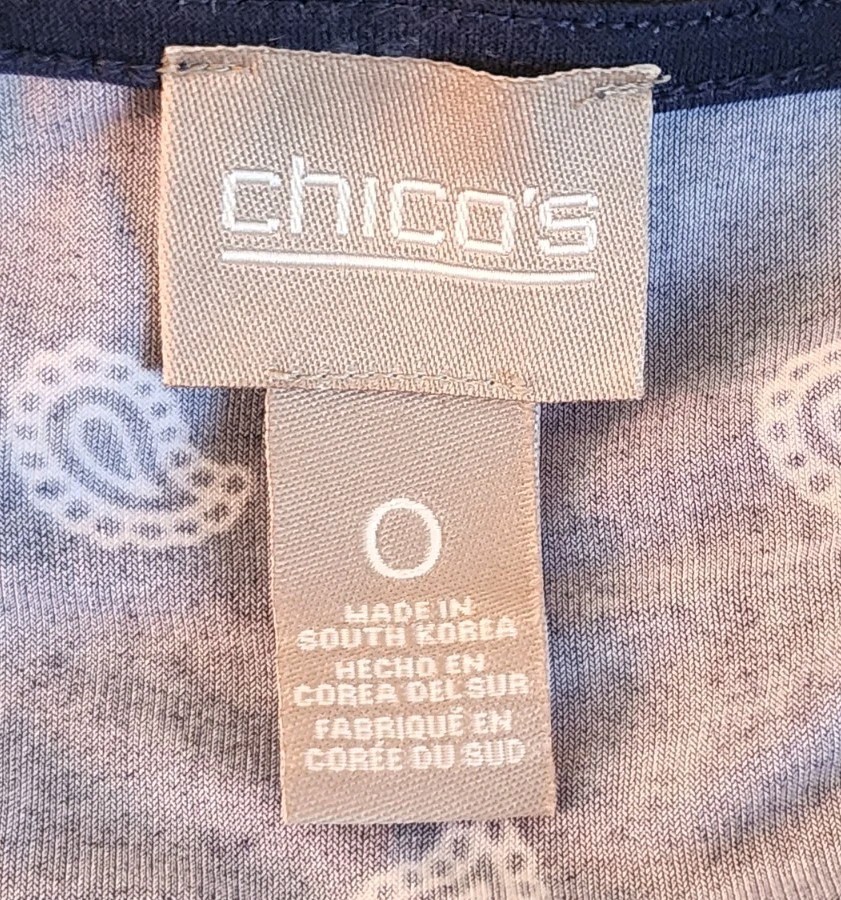 chico's
0
MADE IN
SOUTH KOREA
HECHO EN
COREA DEL SUR
FABRIQUÉ EN
CORÉE DU SUD